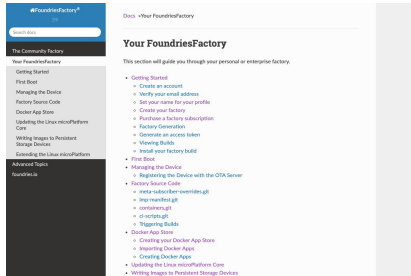 #FoundriesFactory®
Search docs
The Community Factory
Your FoundriesFactory
Getting Started
First Boot
Managing the Device
Factory Source Code
Docker App Store
Updating the Linux microPlatform
Core
Writing Images to Persistent
Storage Devices
Extending the Linux microPlatform
Advanced Topics
foundries.io
Docs »Your FoundriesFactory
Your FoundriesFactory
This section will guide you through your personal or enterprise factory.
Getting Started
Create an account
Verify your email address
Set your name for your profile
Create your factory
Purchase a factory subscription
Factory Generation
Generate an access token
Viewing Builds
Install your factory build
First Boot
Managing the Device
Registering the Device with the OTA Server
Factory Source Code
meta-subscriber-overrides.git
lmp-manifest.git
containers.git
ci-scripts.git
Triggering Builds
Docker App Store
Creating your Docker App Store
Importing Docker Apps
Creating Docker Apps
Updating the Linux microPlatform Core
Writing Images to Persistent Storage Devices